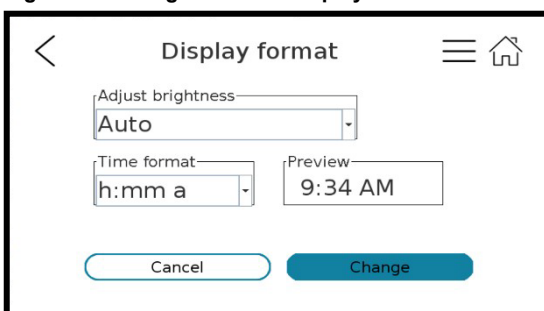 Display format
Adjust brightness
Auto
Time format
Preview
h:mm a
9:34 AM
Cancel
Change